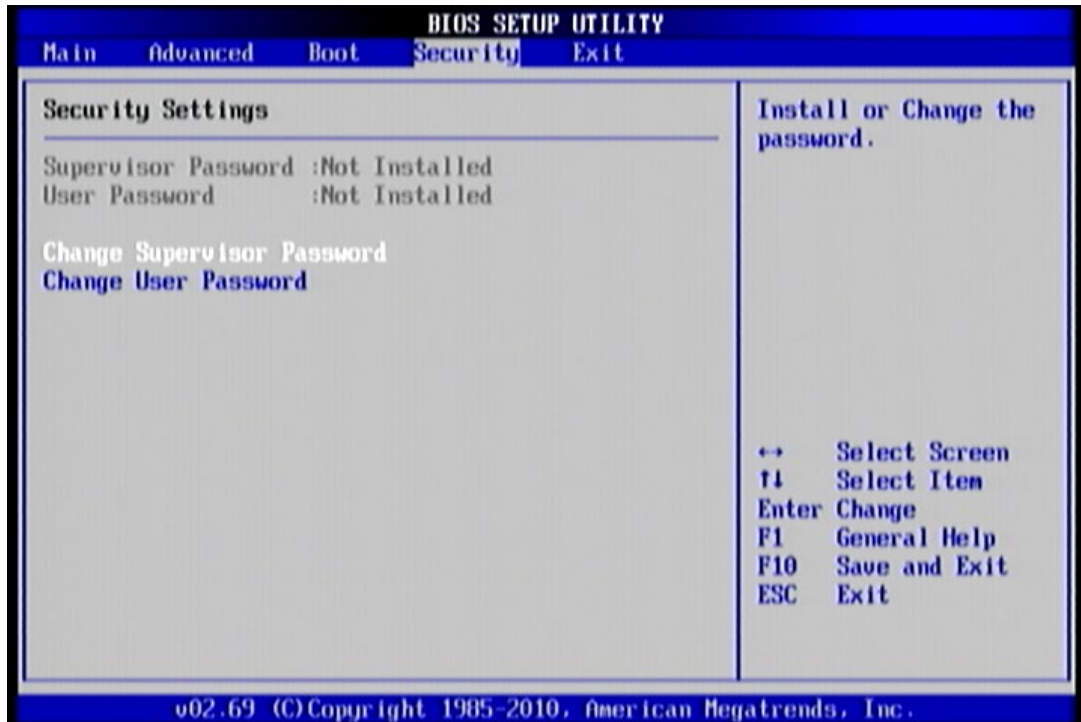 BIOS SETUP UTILITY
Main Advanced Boot Security Exit
Security Settings
Supervisor Password :Not Installed
User Password :Not Installed
Change Supervisor Password
Change User Password
Install or Change the
password.
↔ Select Screen
↑↓ Select Item
Enter Change
F1 General Help
F10 Save and Exit
ESC Exit
v02.69 (C)Copyright 1985-2010, American Megatrends, Inc.